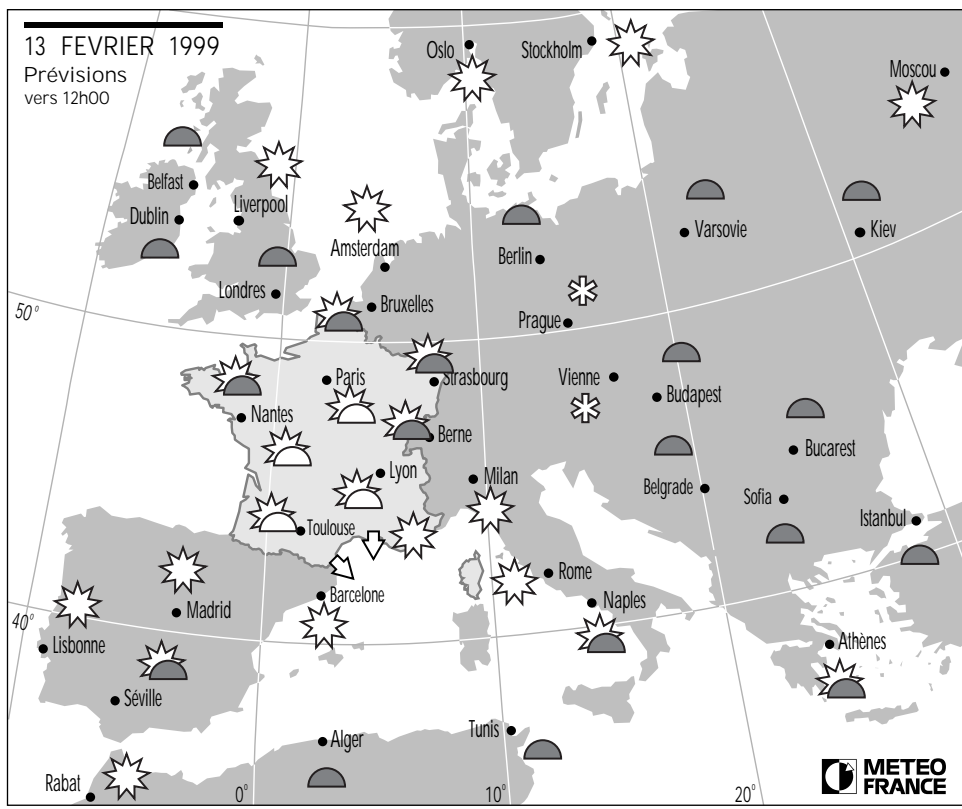 13 FEVRIER 1999
Prévisions
vers 12h00
Oslo
Stockholm
Moscou
Belfast
Dublin
Liverpool
Amsterdam
Berlin
Varsovie
Kiev
Londres
Bruxelles
50°
Prague
Paris
Strasbourg
Vienne
Budapest
Nantes
Berne
Bucarest
Lyon
Milan
Belgrade
Sofia
Istanbul
Toulouse
Rome
Barcelone
Naples
Madrid
40°
Lisbonne
Athènes
Séville
Alger
Tunis
Rabat
0°
10°
20°
METEO
FRANCE